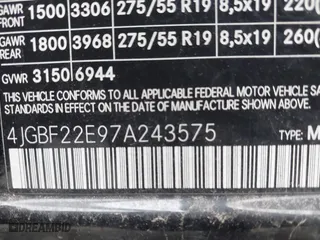 GAWR FRONT 1500 3306 275/55 R19 8,5x19 220(
GAWR REAR 1800 3968 275/55 R19 8,5x19 260(
GVWR 3150 6944
THIS VEHICLE CONFORMS TO ALL APPLICABLE FEDERAL MOTOR VEHICLE
STANDARDS IN EFFECT ON THE DATE OF MANUFACTURE SHOWN ABOVE.
4JGBF22E97A243575
TYPE: M
DREAMBID